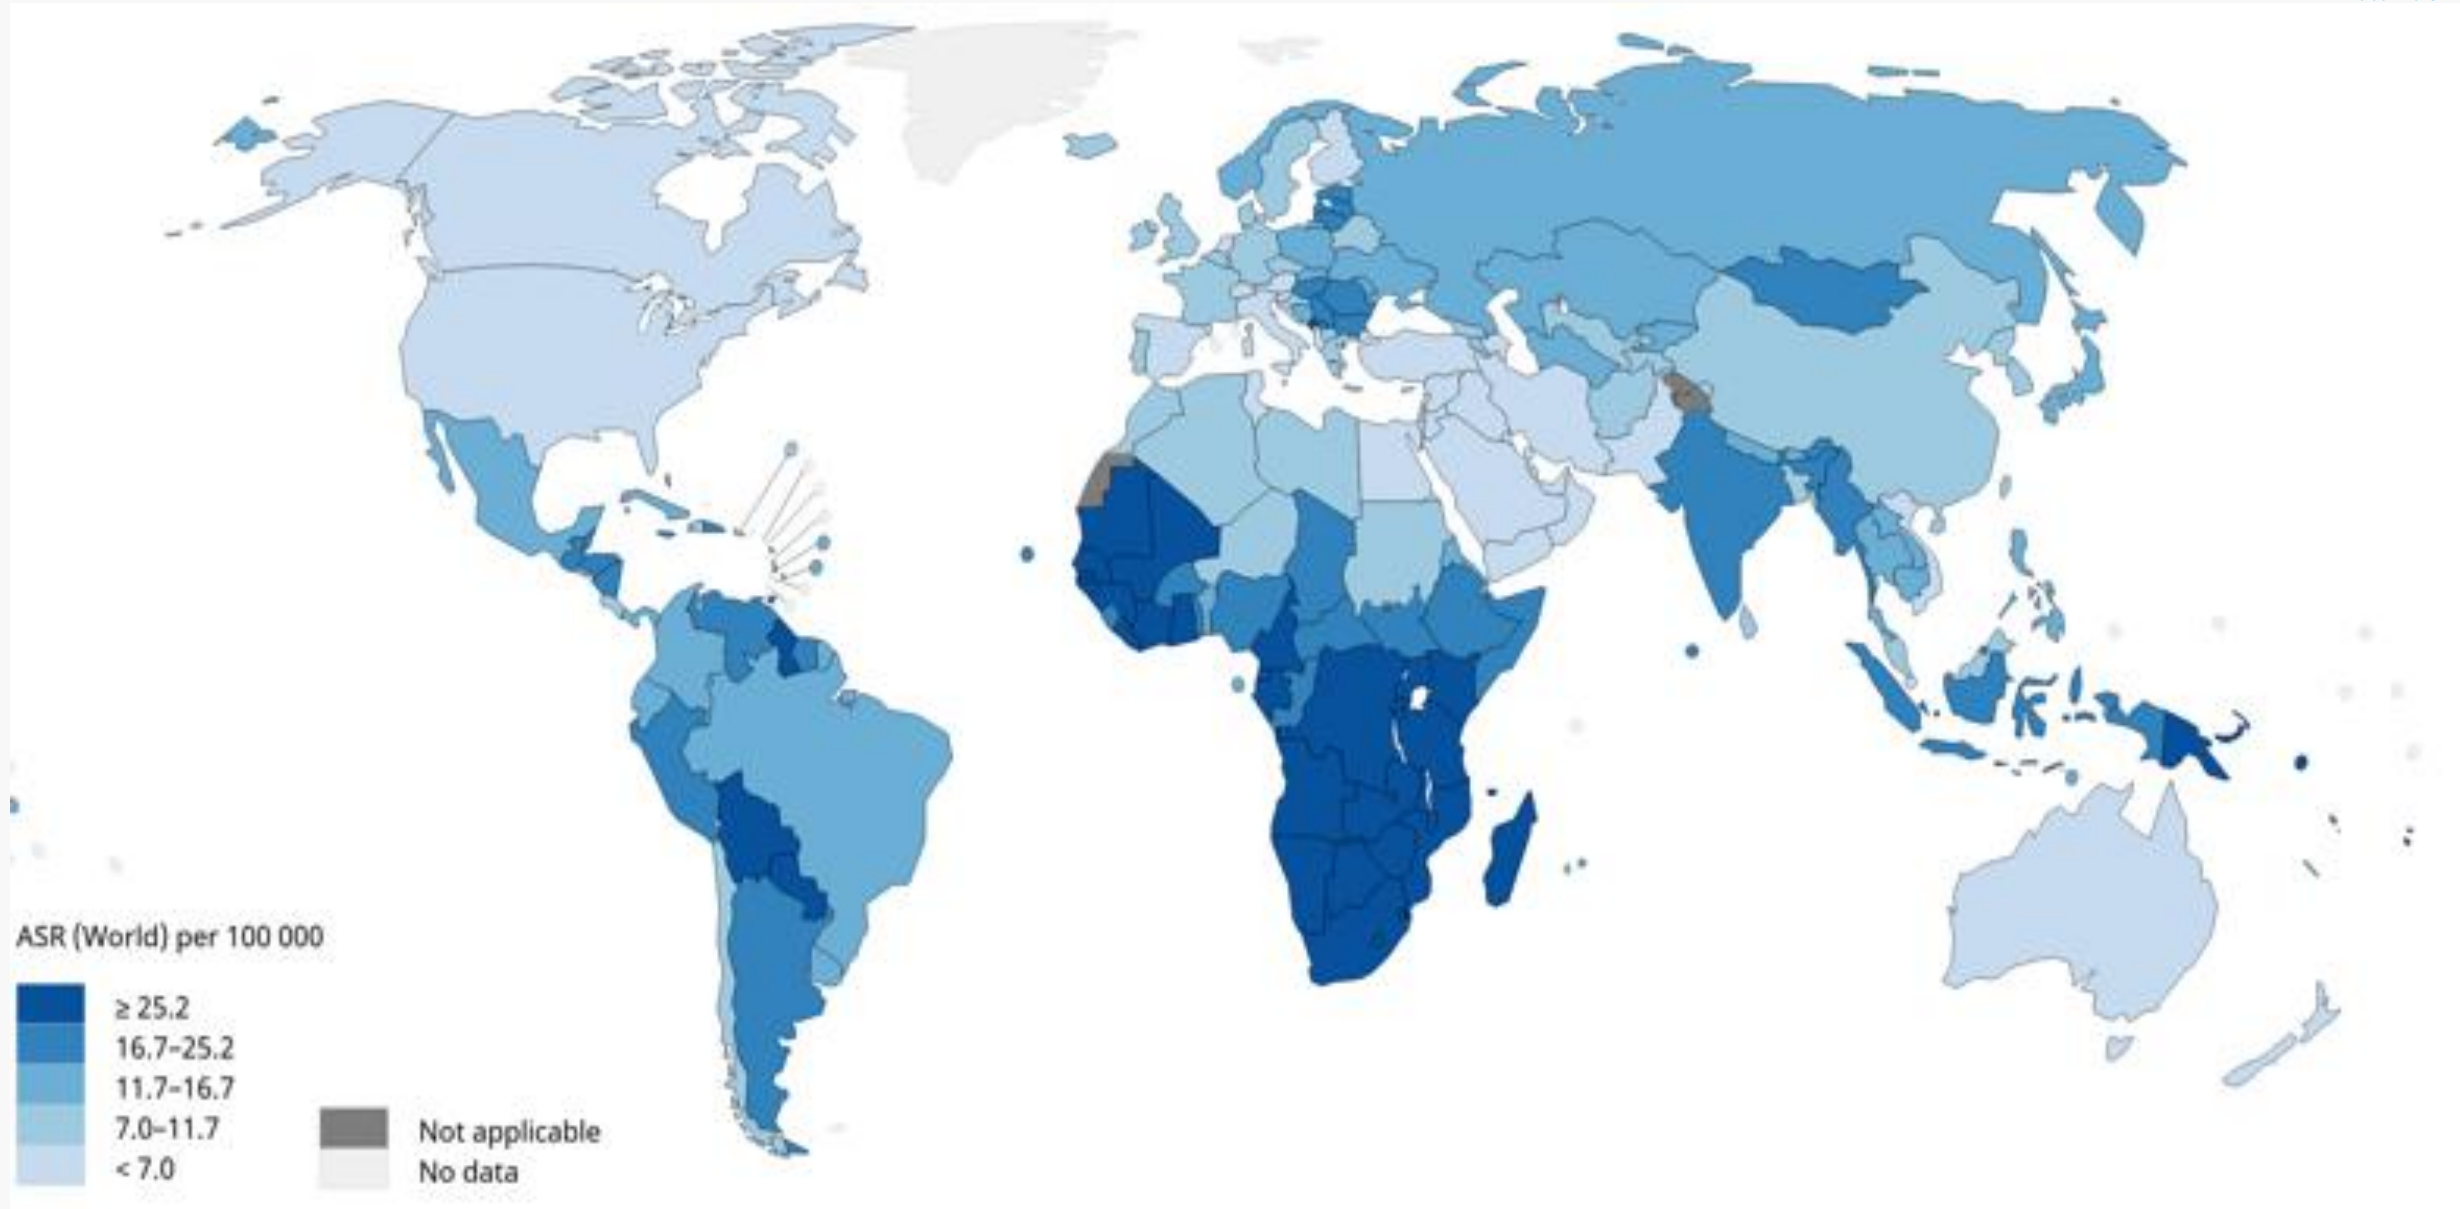 ASR (World) per 100 000
≥ 25.2
16.7–25.2
11.7–16.7
7.0–11.7
< 7.0
Not applicable
No data